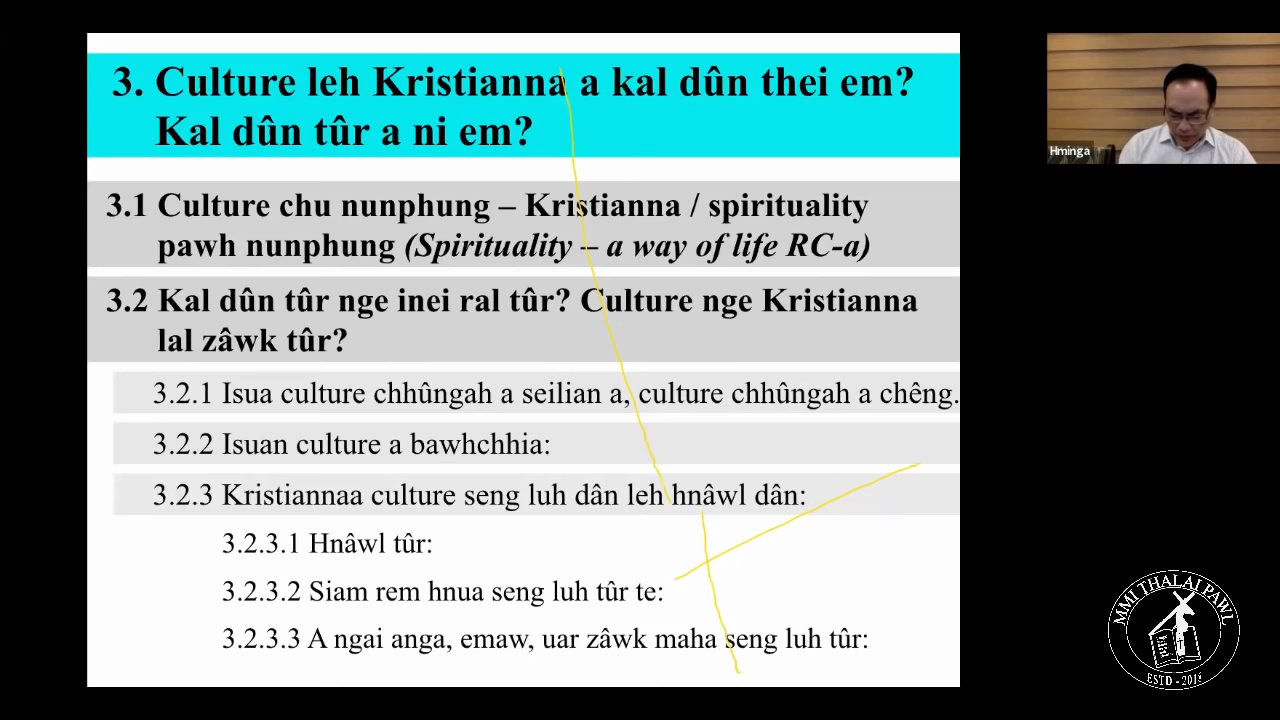 3. Culture leh Kristianna a kal dûn thei em?
Kal dûn tûr a ni em?
3.1 Culture chu nunphung – Kristianna / spirituality
pawh nunphung (Spirituality – a way of life RC-a)
3.2 Kal dûn tûr nge inei ral tûr? Culture nge Kristianna
lal zâwk tûr?
3.2.1 Isua culture chhûngah a seilian a, culture chhûngah a chêng.
3.2.2 Isuan culture a bawhchhia:
3.2.3 Kristiannaa culture seng luh dân leh hnâwl dân:
3.2.3.1 Hnâwl tûr:
3.2.3.2 Siam rem hnua seng luh tûr te:
3.2.3.3 A ngai anga, emaw, uar zâwk maha seng luh tûr:
Hminga
MMI THALAI PAWL
ESTD - 2018